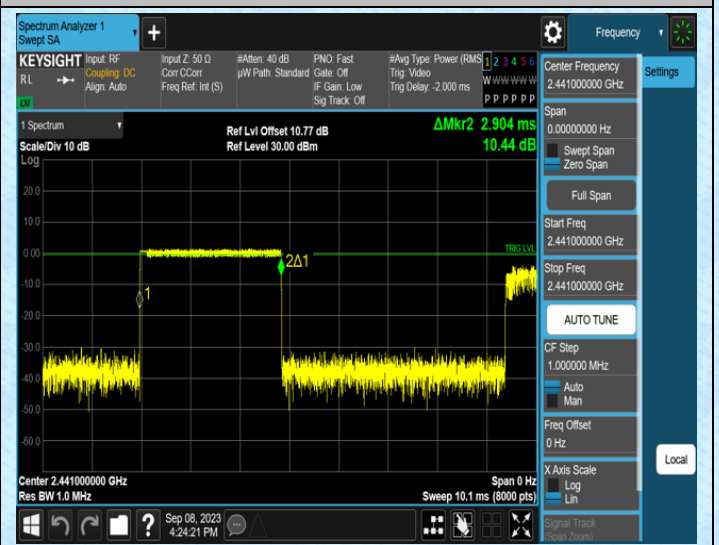 Spectrum Analyzer 1
Swept SA
Frequency
KEYSIGHT
RL
Input: RF
Coupling: DC
Align: Auto
Input Z: 50 Ω
Corr CCorr
Freq Ref: Int (S)
#Atten: 40 dB
µW Path: Standard
PNO: Fast
Gate: Off
IF Gain: Low
Sig Track: Off
#Avg Type: Power (RMS
Trig: Video
Trig Delay: -2.000 ms
1 2 3 4 5 6
W W W W W W
P P P P P P
Center Frequency
2.441000000 GHz
Settings
Span
0.00000000 Hz
Swept Span
Zero Span
Full Span
Start Freq
2.441000000 GHz
Stop Freq
2.441000000 GHz
AUTO TUNE
CF Step
1.000000 MHz
Auto
Man
Freq Offset
0 Hz
X Axis Scale
Log
Lin
Signal Track
(Span Zoom)
Local
1 Spectrum
Scale/Div 10 dB
Ref Lvl Offset 10.77 dB
Ref Level 30.00 dBm
ΔMkr2 2.904 ms
10.44 dB
Log
20.0
10.0
0.00
TRIG LVL
2Δ1
-10.0
1
-20.0
-30.0
-40.0
-50.0
-60.0
Center 2.441000000 GHz
Span 0 Hz
Res BW 1.0 MHz
Sweep 10.1 ms (8000 pts)
Sep 08, 2023
4:24:21 PM